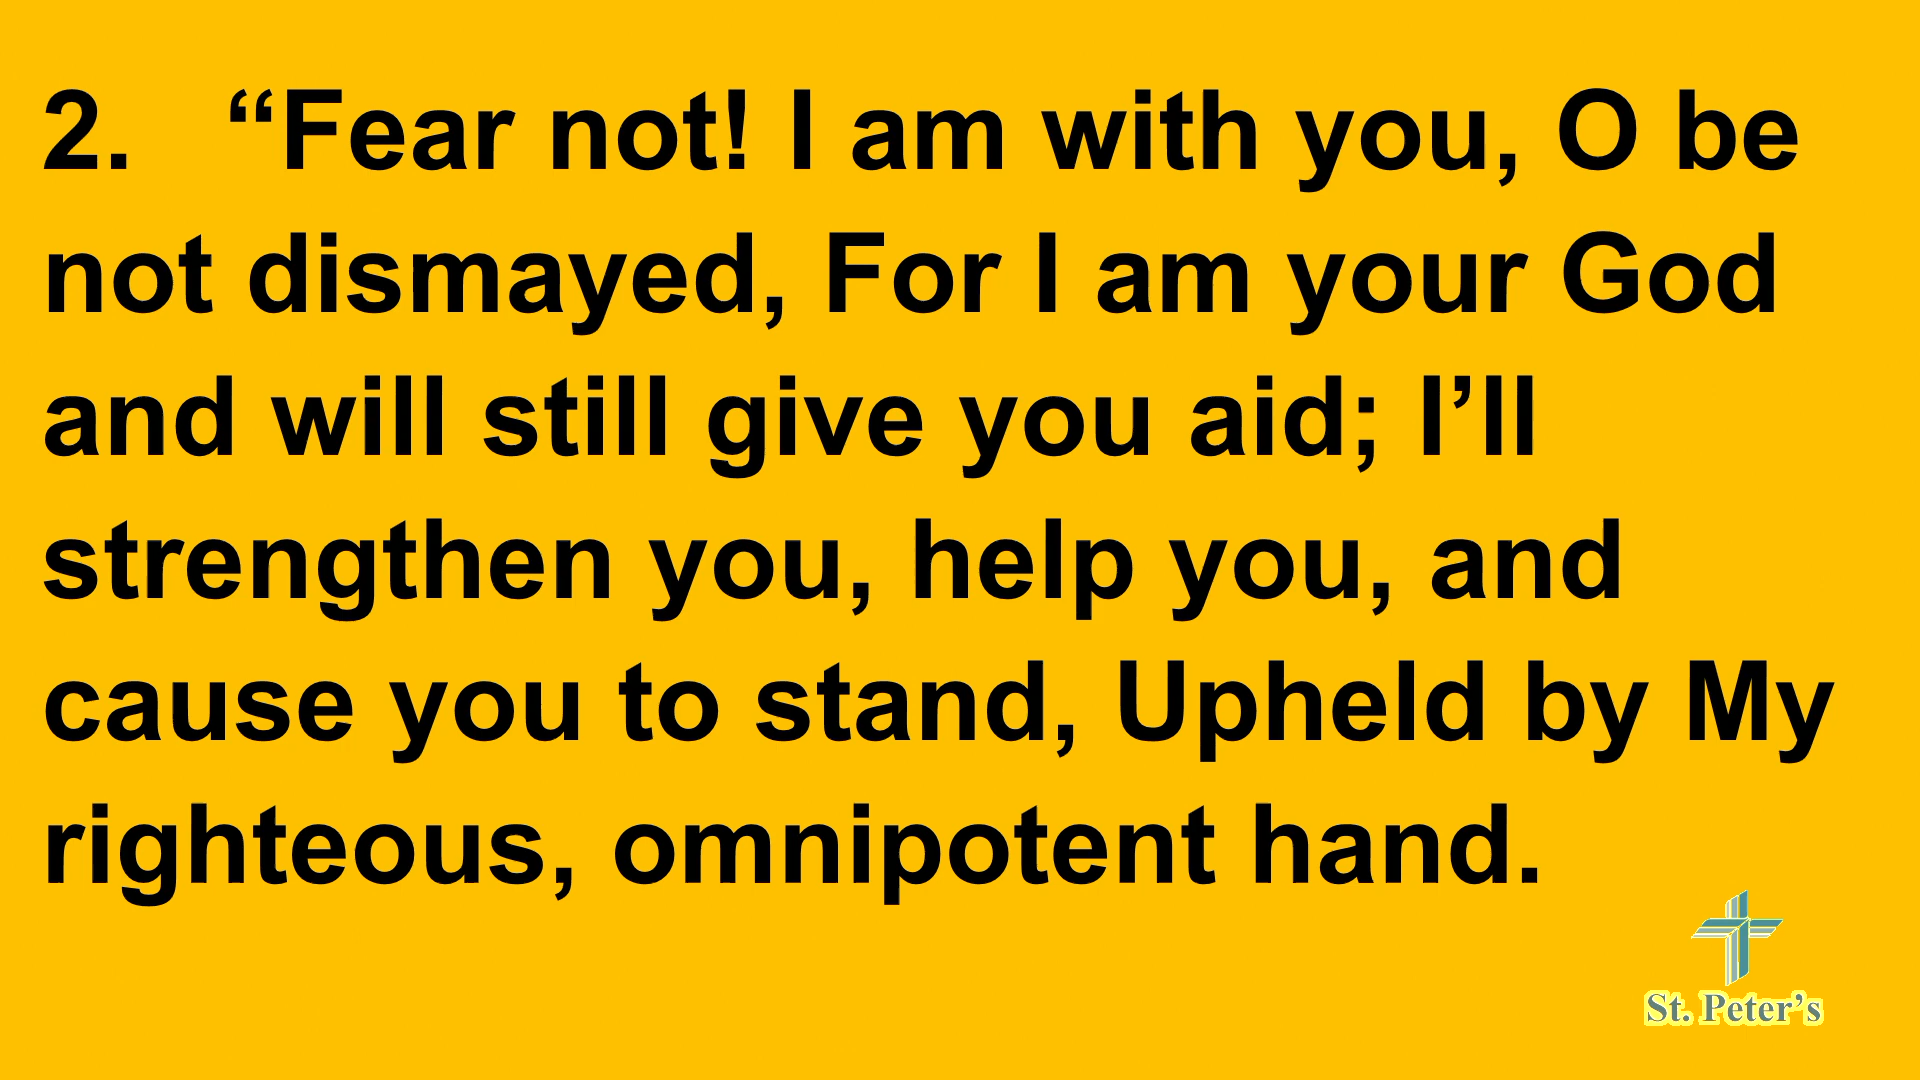 2. “Fear not! I am with you, O be
not dismayed, For I am your God
and will still give you aid; I’ll
strengthen you, help you, and
cause you to stand, Upheld by My
righteous, omnipotent hand.
St. Peter’s